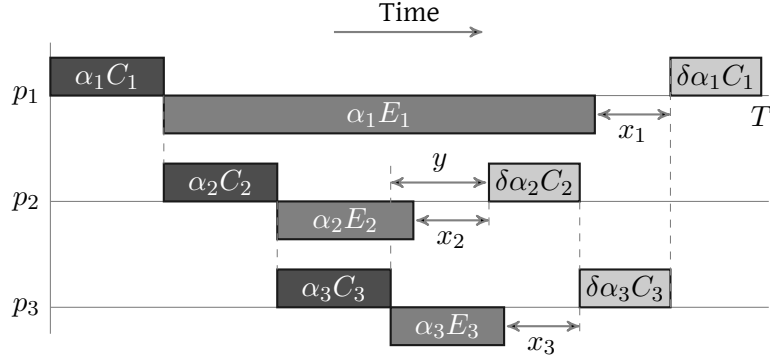 Time
α₁C₁ δα₁C₁
p₁ α₁E₁ x₁ T
α₂C₂ y δα₂C₂
p₂ α₂E₂ x₂
α₃C₃ δα₃C₃
p₃ α₃E₃ x₃